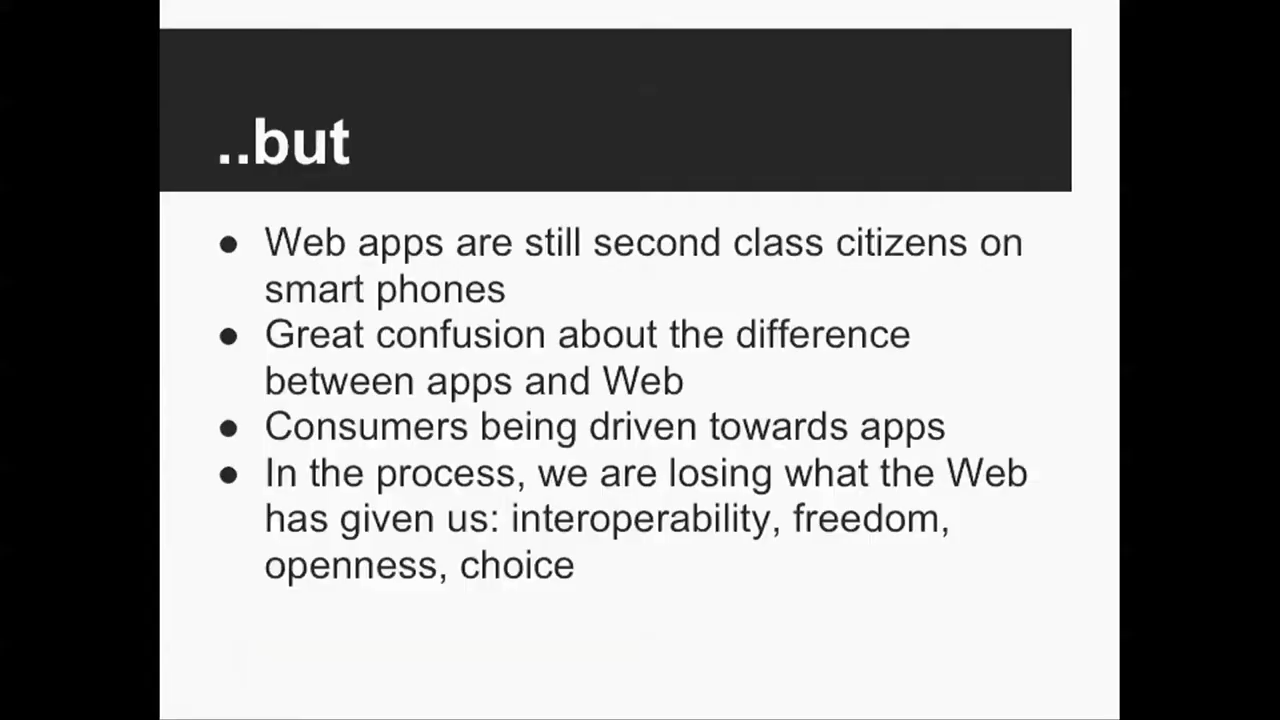 ..but
● Web apps are still second class citizens on
smart phones
● Great confusion about the difference
between apps and Web
● Consumers being driven towards apps
● In the process, we are losing what the Web
has given us: interoperability, freedom,
openness, choice